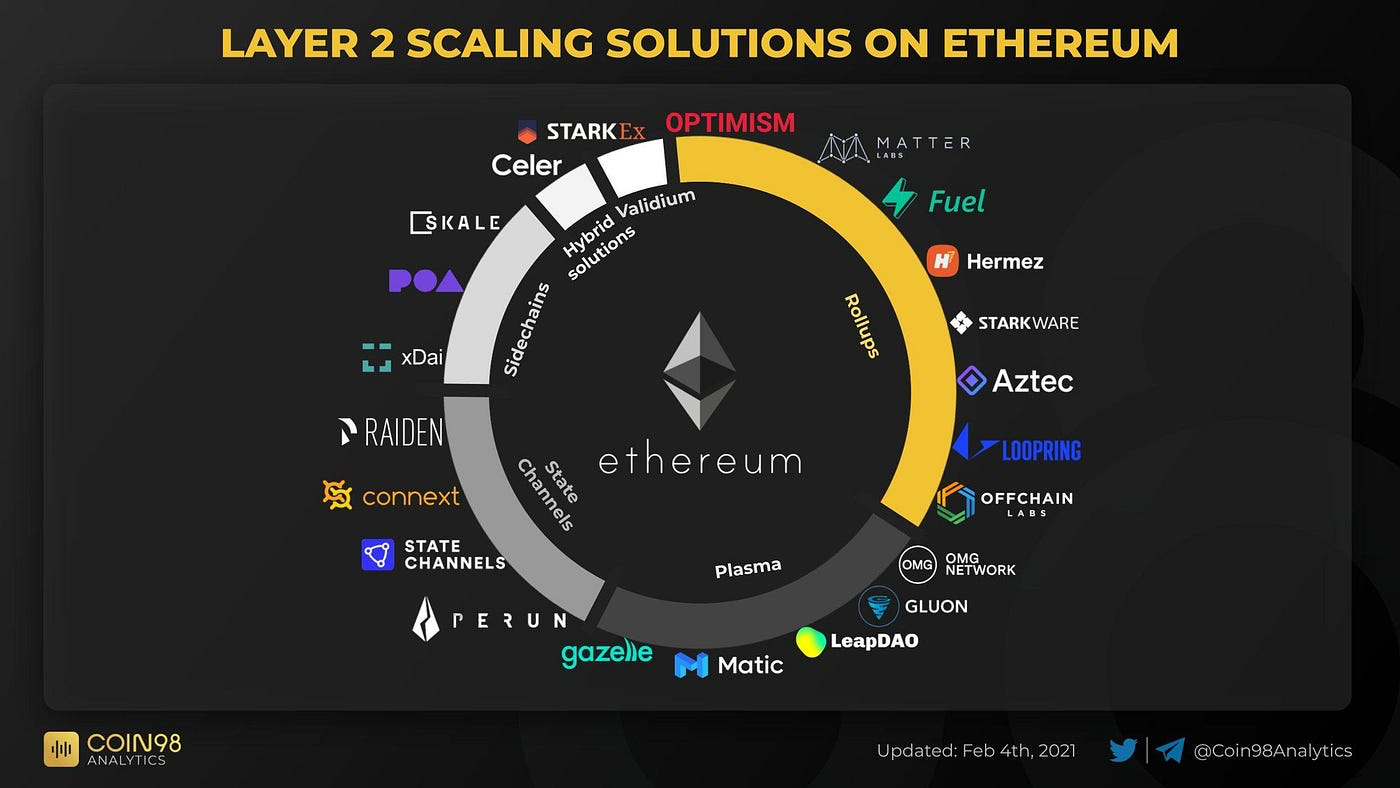 LAYER 2 SCALING SOLUTIONS ON ETHEREUM
STARKEx
OPTIMISM
MATTER
LABS
Celer
Fuel
SKALE
Hermez
POA
STARKWARE
xDai
Aztec
RAIDEN
LOOPRING
connext
OFFCHAIN
LABS
STATE
CHANNELS
OMG
OMG
NETWORK
PERUN
GLUON
gazelle
Matic
LeapDAO
Validium
Hybrid
solutions
Sidechains
Rollups
State
Channels
Plasma
ethereum
COIN98
ANALYTICS
Updated: Feb 4th, 2021
@Coin98Analytics